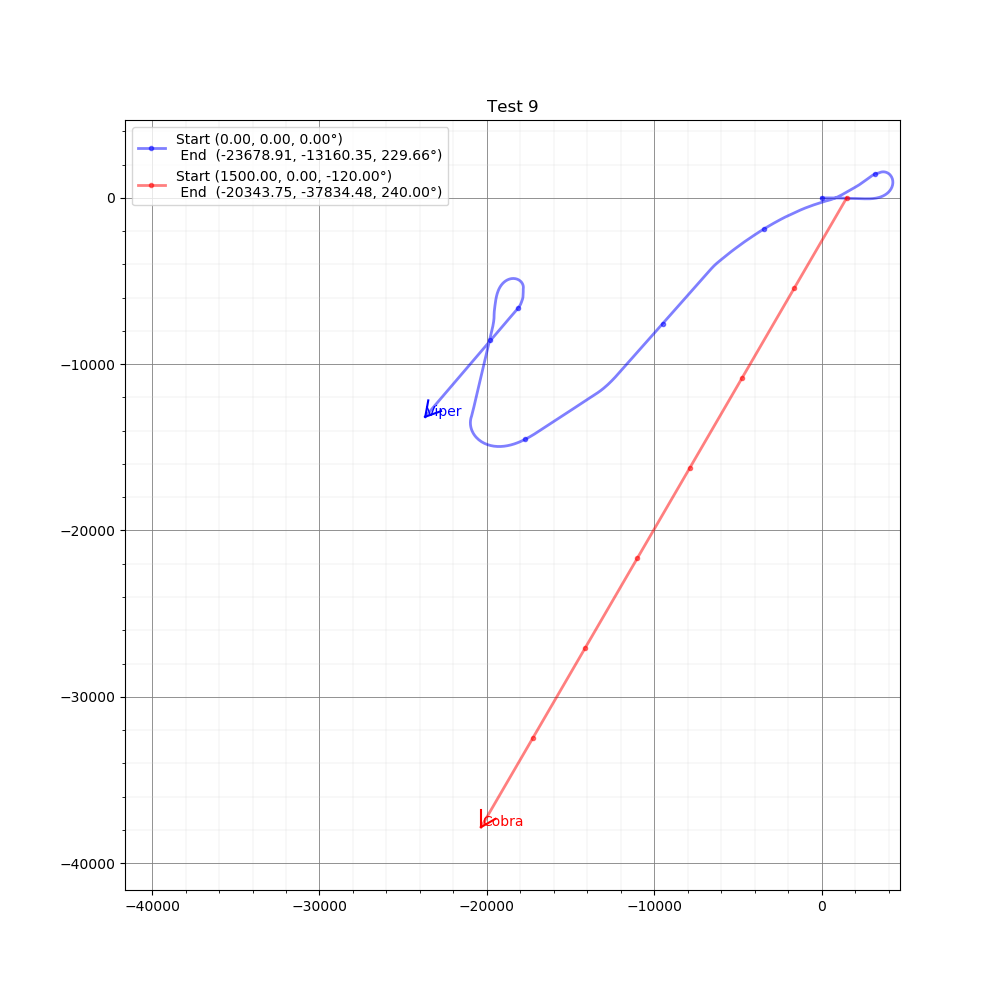 Test 9
Start (0.00, 0.00, 0.00°)
End (-23678.91, -13160.35, 229.66°)
Start (1500.00, 0.00, -120.00°)
End (-20343.75, -37834.48, 240.00°)
0
−10000
−20000
−30000
−40000
Viper
Cobra
−40000
−30000
−20000
−10000
0